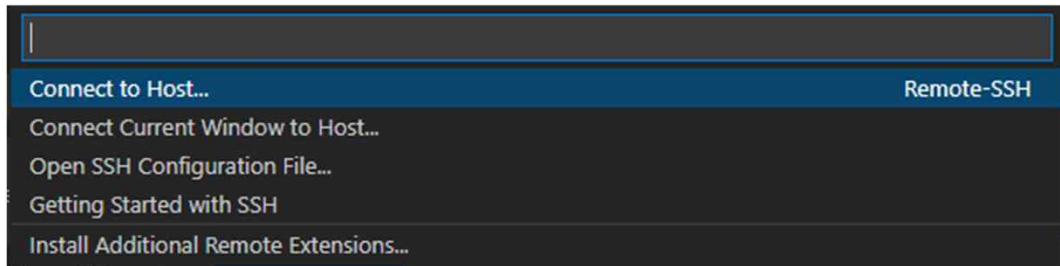 Connect to Host... Remote-SSH
Connect Current Window to Host...
Open SSH Configuration File...
Getting Started with SSH
Install Additional Remote Extensions...